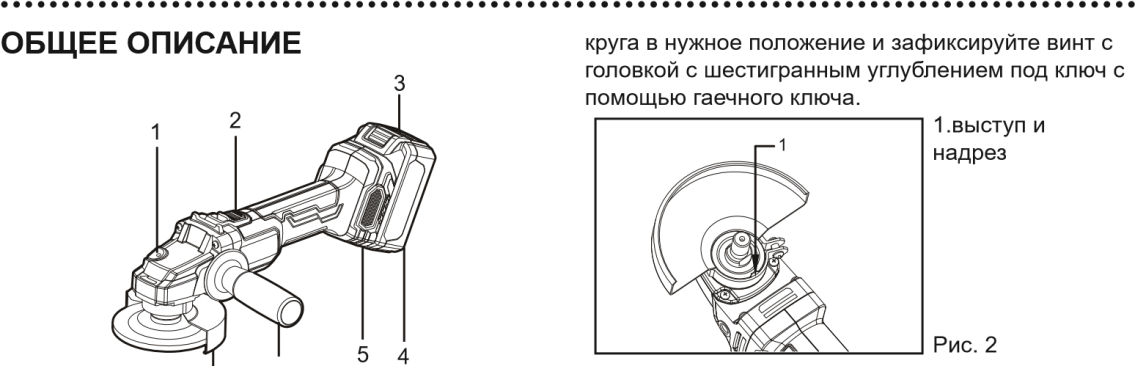 ОБЩЕЕ ОПИСАНИЕ
1
2
3
5
4
круга в нужное положение и зафиксируйте винт с
головкой с шестигранным углублением под ключ с
помощью гаечного ключа.
1
1.выступ и
надрез
Рис. 2